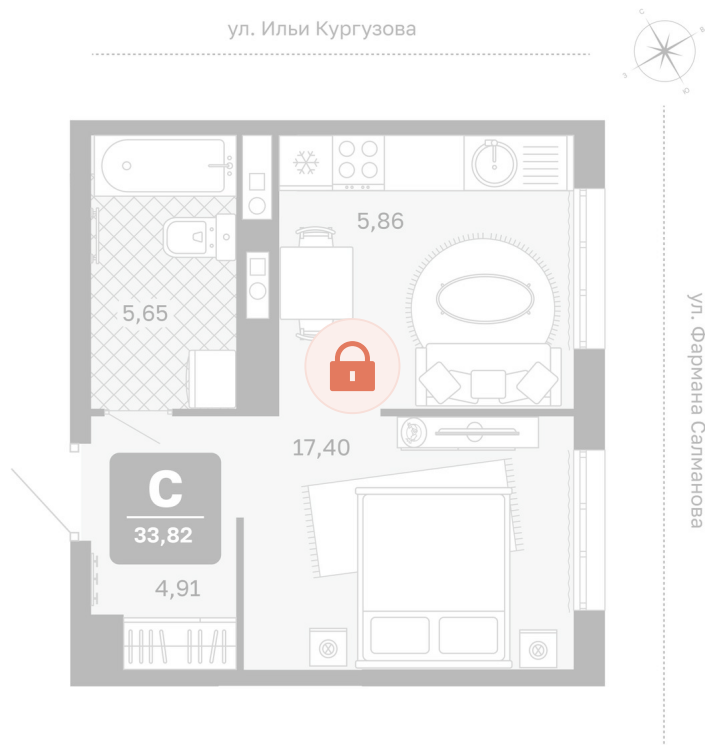 ул. Ильи Кургузова
С
В
З
Ю
5,86
5,65
ул. Фармана Салманова
17,40
С
33,82
4,91